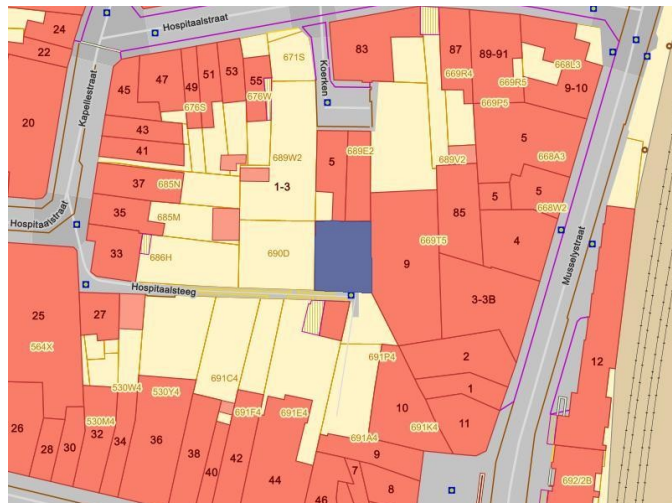 Hospitaalstraat
24
22
20
Kapellestraat
Hospitaalstraat
45
47
49
51
53
55
676S
676W
671S
Koerken
83
87
669R4
89-91
669R5
668L3
9-10
669P5
43
41
37
685N
35
685M
33
686H
689W2
1-3
690D
5
689E2
689V2
5
668A3
5
5
668W2
85
4
669T5
9
3-3B
Musselystraat
Hospitaalsteeg
25
564X
27
530W4
530Y4
691C4
691F4
691E4
691P4
2
1
10
691K4
11
12
530M4
26
28
30
32
34
36
38
40
42
44
691A4
9
46
7
8
692/2B